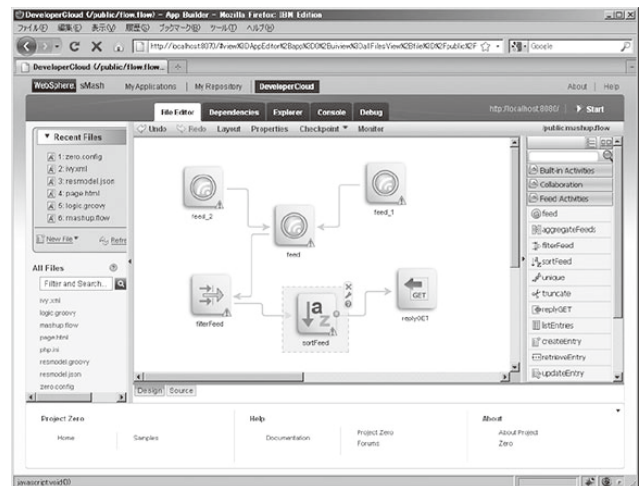 DeveloperCloud (/public/flow.flow) - App Builder - Mozilla Firefox: IBM Edition
ファイル(F) 編集(E) 表示(V) 履歴(S) ブックマーク(B) ツール(T) ヘルプ(H)
Google
DeveloperCloud (/public/flow.flow)...
WebSphere. sMash My Applications | My Repository DeveloperCloud About | Help
File Editor Dependencies Explorer Console Debug Start
Undo Redo Layout Properties Checkpoint Monitor /public/mashup.flow
Recent Files
1: zero.config
2: ivy.xml
3: resmodel.json
4: page.html
5: logic.groovy
6: mashup.flow
New File Refre
All Files
Filter and Search...
ivy.xml
logic.groovy
mashup.flow
page.html
php.ini
resmodel.groovy
resmodel.json
zero.config
feed_2
feed_1
feed
filterFeed
a
z
sortFeed
GET
replyGET
Design Source
Built-in Activities
Collaboration
Feed Activities
feed
aggregateFeeds
filterFeed
sortFeed
unique
truncate
replyGET
listEntries
createEntry
retrieveEntry
updateEntry
Project Zero Help About
Home Samples Documentation Project Zero Forums About Project Zero
javascript:void(0)